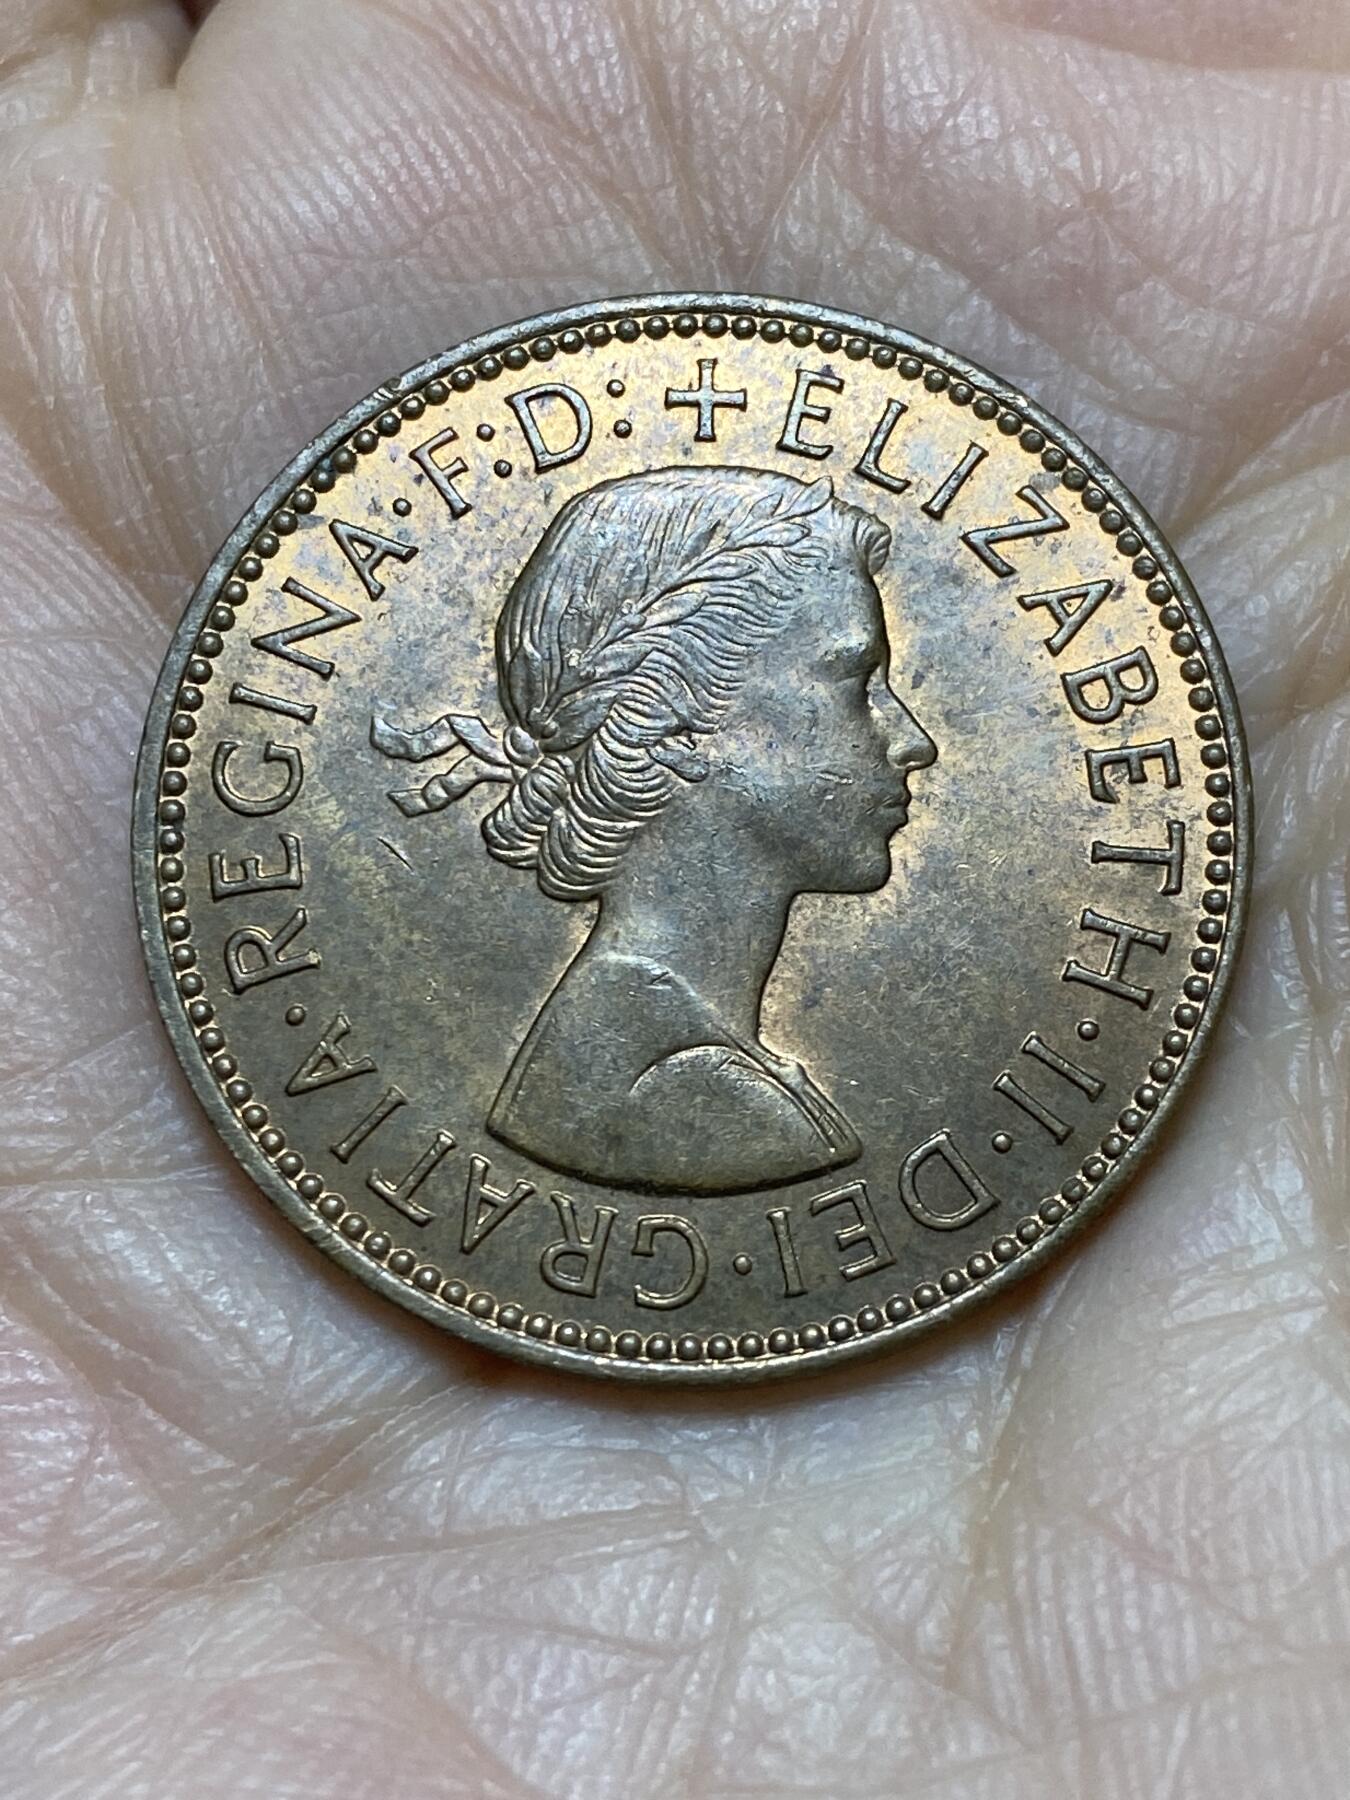 + ELIZABETH · II · DEI · GRATIA · REGINA · F: D: